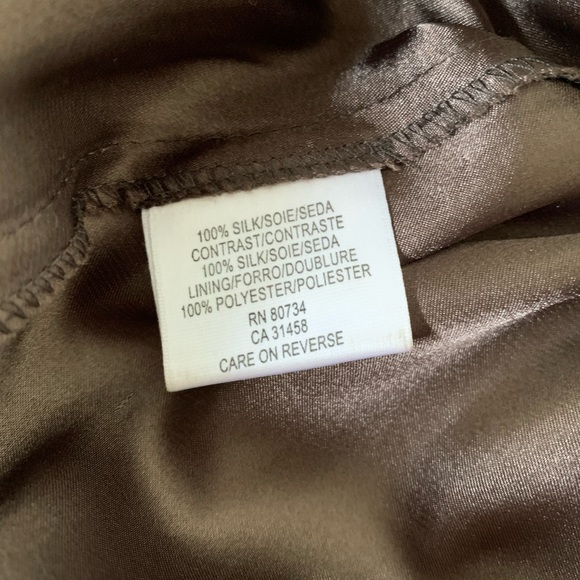 100% SILK/SOIE/SEDA
CONTRAST/CONTRASTE
100% SILK/SOIE/SEDA
LINING/FORRO/DOUBLURE
100% POLYESTER/POLIESTER
RN 80734
CA 31458
CARE ON REVERSE